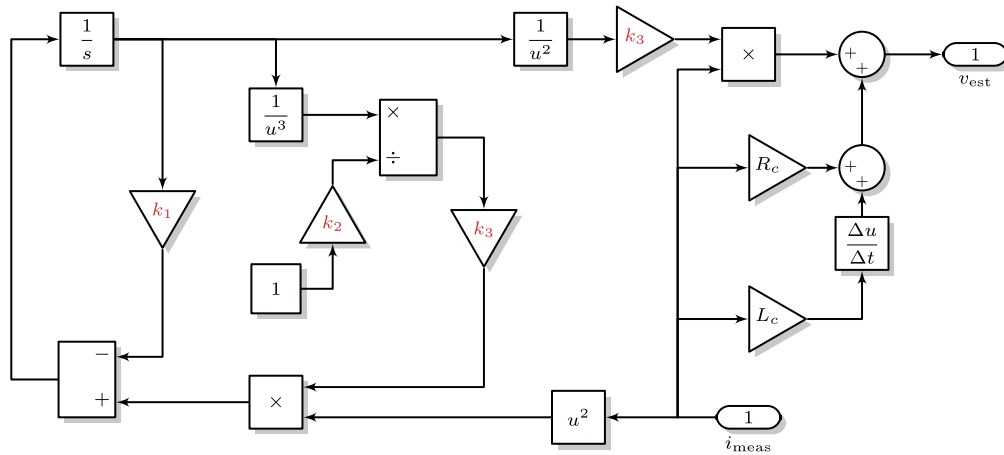 1/s
1/u²
k₃
×
+
+
1
v_est
1/u³
×
÷
R_c
+
+
k₁
k₂
k₃
Δu/Δt
1
L_c
−
+
×
u²
1
i_meas